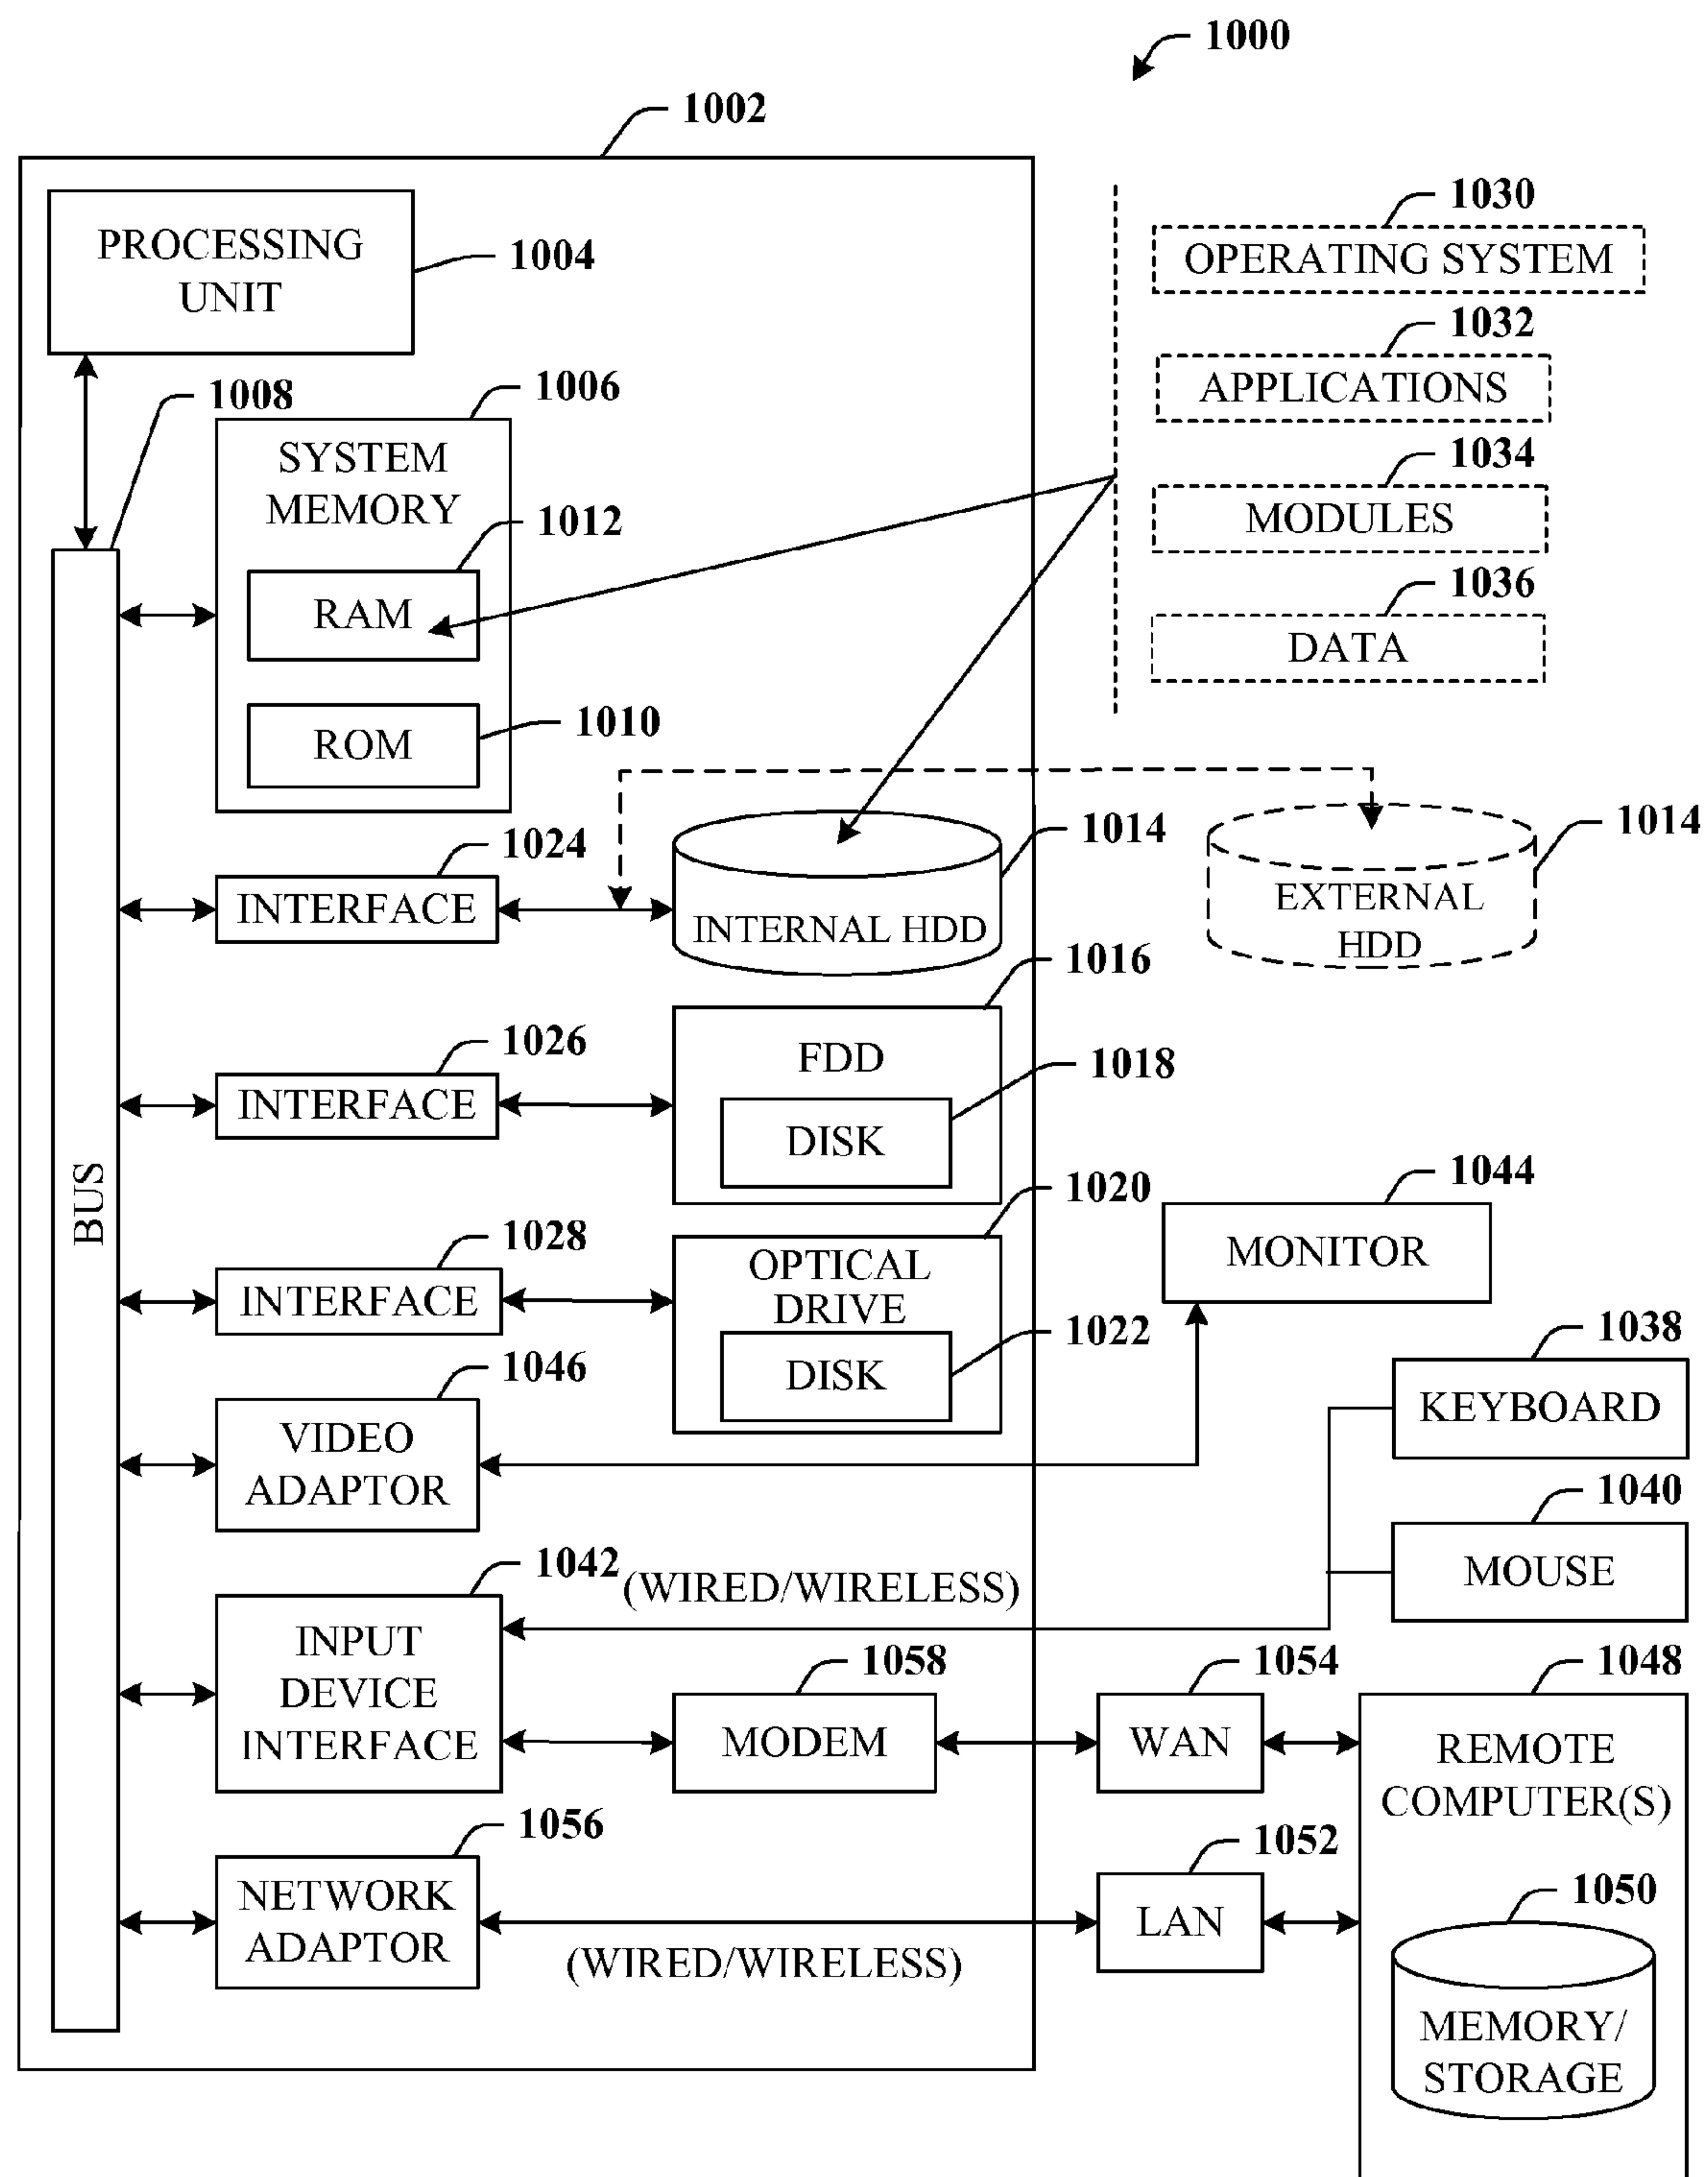 1000
1002
PROCESSING
UNIT
1004
1030
OPERATING SYSTEM
1032
APPLICATIONS
1034
MODULES
1036
DATA
1008
1006
SYSTEM
MEMORY
1012
RAM
1010
ROM
1024
INTERFACE
1014
INTERNAL HDD
1014
EXTERNAL
HDD
1016
FDD
1026
INTERFACE
1018
DISK
BUS
1020
OPTICAL
DRIVE
1028
INTERFACE
1022
DISK
1044
MONITOR
1046
VIDEO
ADAPTOR
1038
KEYBOARD
1040
MOUSE
1042
(WIRED/WIRELESS)
INPUT
DEVICE
INTERFACE
1058
MODEM
1054
WAN
1048
REMOTE
COMPUTER(S)
1056
NETWORK
ADAPTOR
(WIRED/WIRELESS)
1052
LAN
1050
MEMORY/
STORAGE